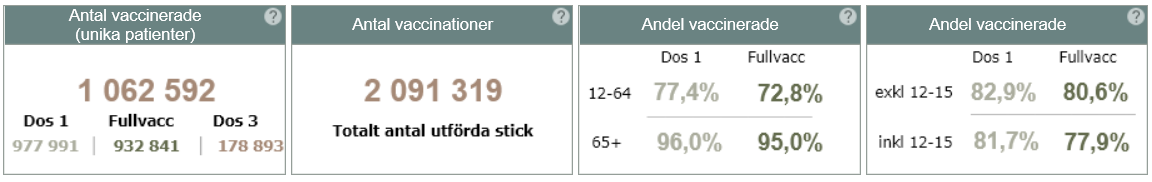 Antal vaccinerade
(unika patienter)
?
1 062 592
Dos 1 Fullvacc Dos 3
977 991 | 932 841 | 178 893
Antal vaccinationer
?
2 091 319
Totalt antal utförda stick
Andel vaccinerade
?
Dos 1 Fullvacc
12-64 77,4% 72,8%
65+ 96,0% 95,0%
Andel vaccinerade
?
Dos 1 Fullvacc
exkl 12-15 82,9% 80,6%
inkl 12-15 81,7% 77,9%